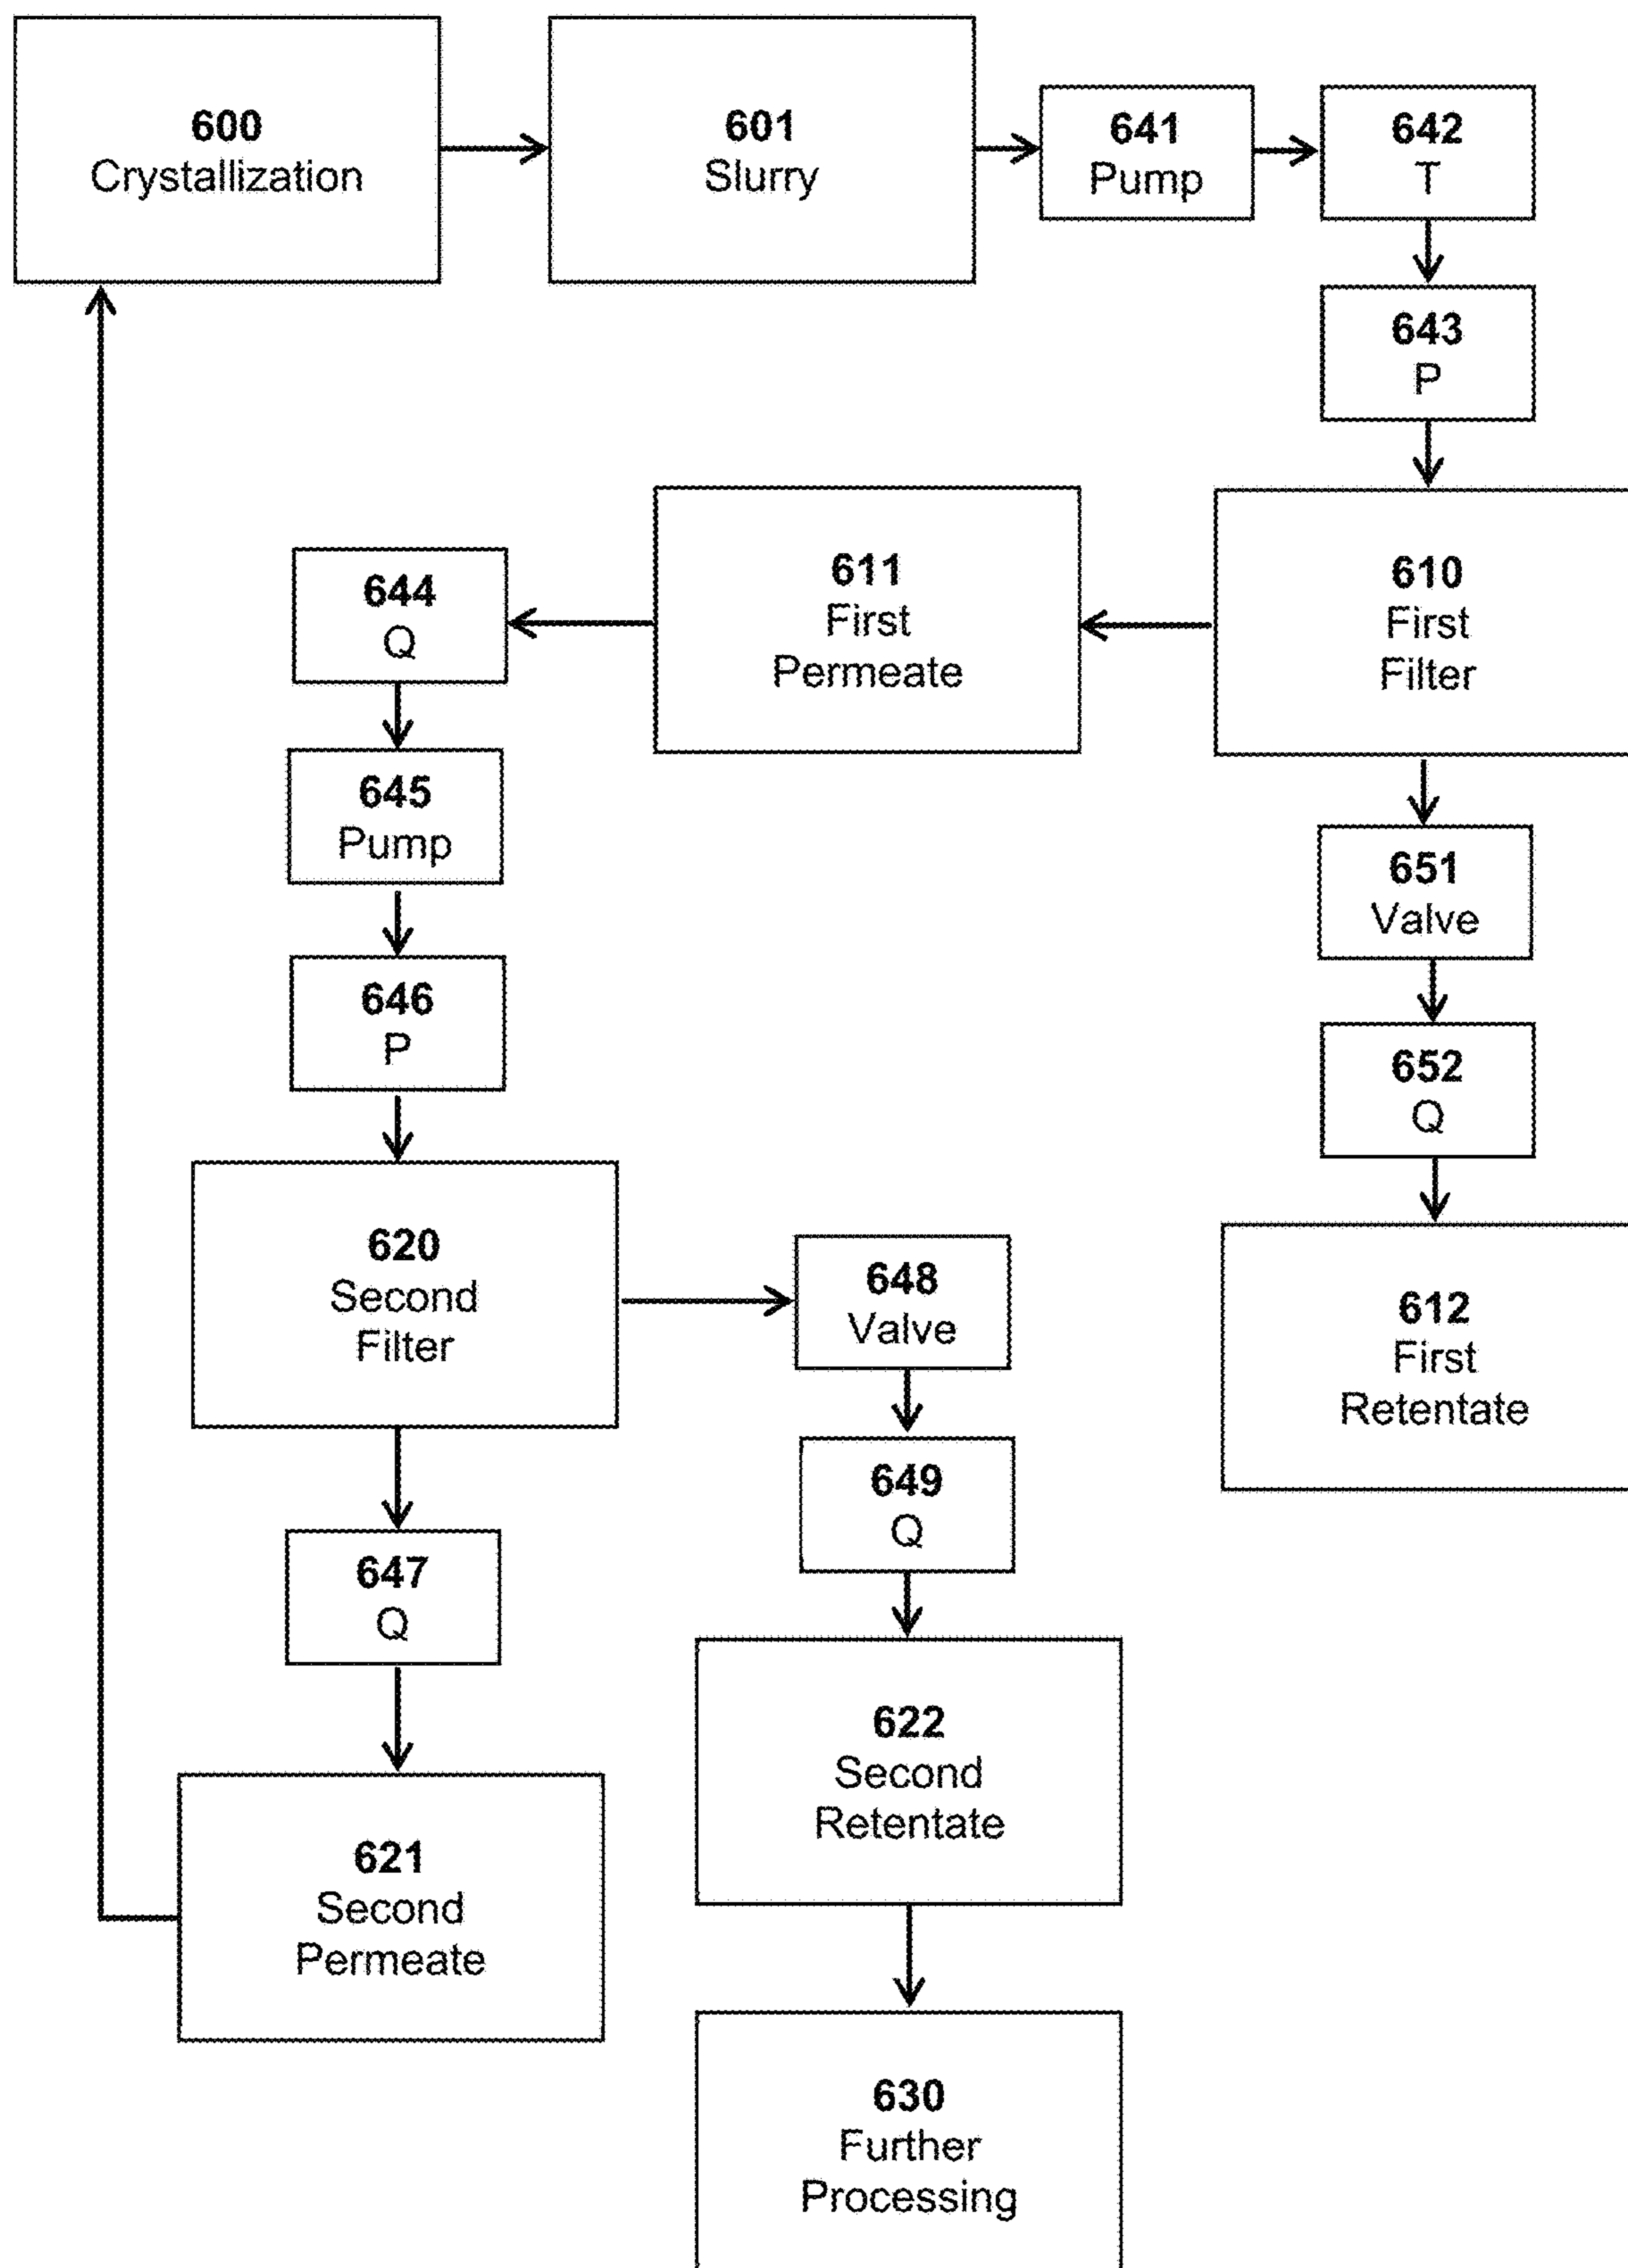 600
Crystallization
601
Slurry
641
Pump
642
T
643
P
610
First
Filter
611
First
Permeate
644
Q
645
Pump
646
P
651
Valve
652
Q
612
First
Retentate
620
Second
Filter
648
Valve
649
Q
647
Q
622
Second
Retentate
621
Second
Permeate
630
Further
Processing